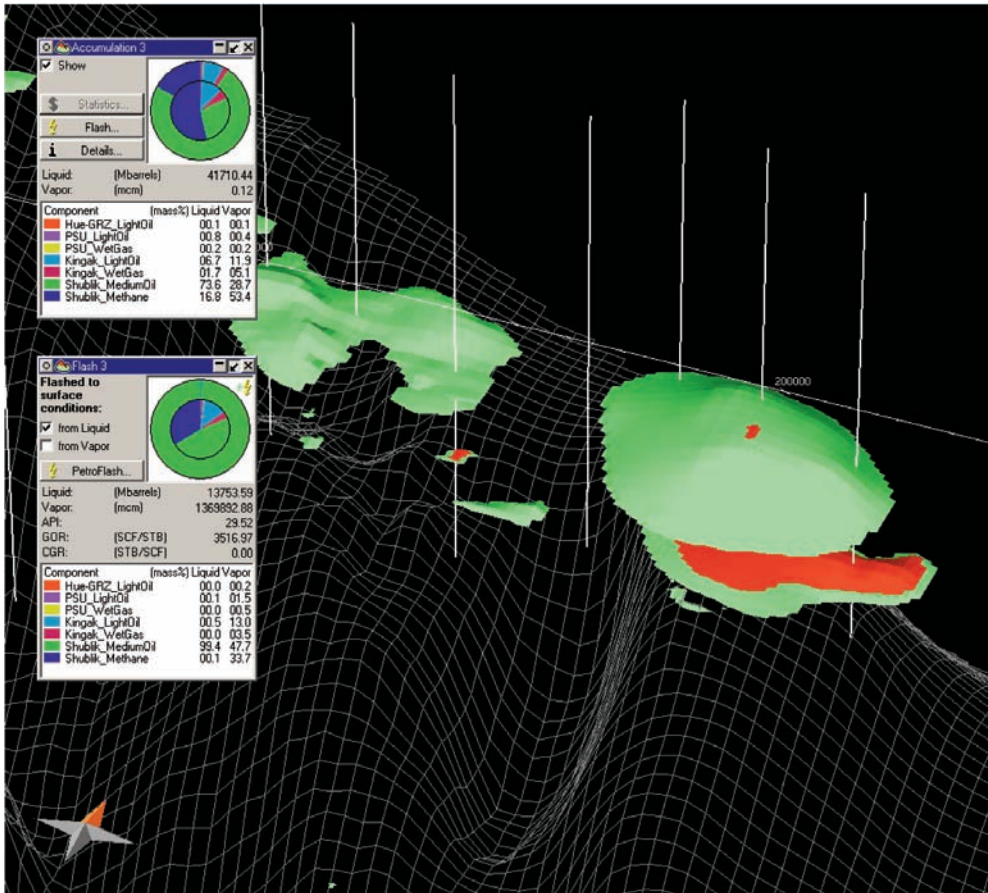 Accumulation 3
Show
Statistics...
Flash...
Details...
Liquid: (Mbarrels) 41710.44
Vapor: (mcm) 0.12
Component (mass%) Liquid Vapor
Hue-GRZ_LightOil 00.1 00.1
PSU_LightOil 00.8 00.4
PSU_WetGas 00.2 00.2
Kingak_LightOil 06.7 11.9
Kingak_WetGas 01.7 05.1
Shublik_MediumOil 73.6 28.7
Shublik_Methane 16.8 53.4
Flash 3
Flashed to
surface
conditions:
from Liquid
from Vapor
PetroFlash...
Liquid: (Mbarrels) 13753.59
Vapor: (mcm) 1369892.88
API: 29.52
GOR: (SCF/STB) 3516.97
CGR: (STB/SCF) 0.00
Component (mass%) Liquid Vapor
Hue-GRZ_LightOil 00.0 00.2
PSU_LightOil 00.1 01.5
PSU_WetGas 00.0 00.5
Kingak_LightOil 00.5 13.0
Kingak_WetGas 00.0 03.5
Shublik_MediumOil 99.4 47.7
Shublik_Methane 00.1 33.7
200000